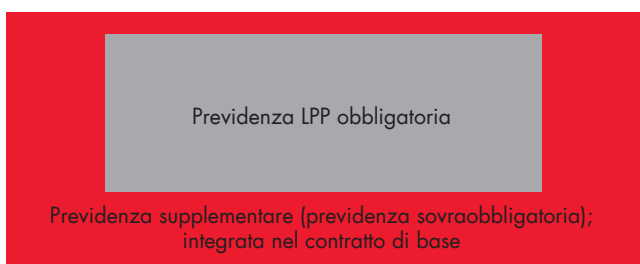 Previdenza LPP obbligatoria
Previdenza supplementare (previdenza sovraobbligatoria);
integrata nel contratto di base